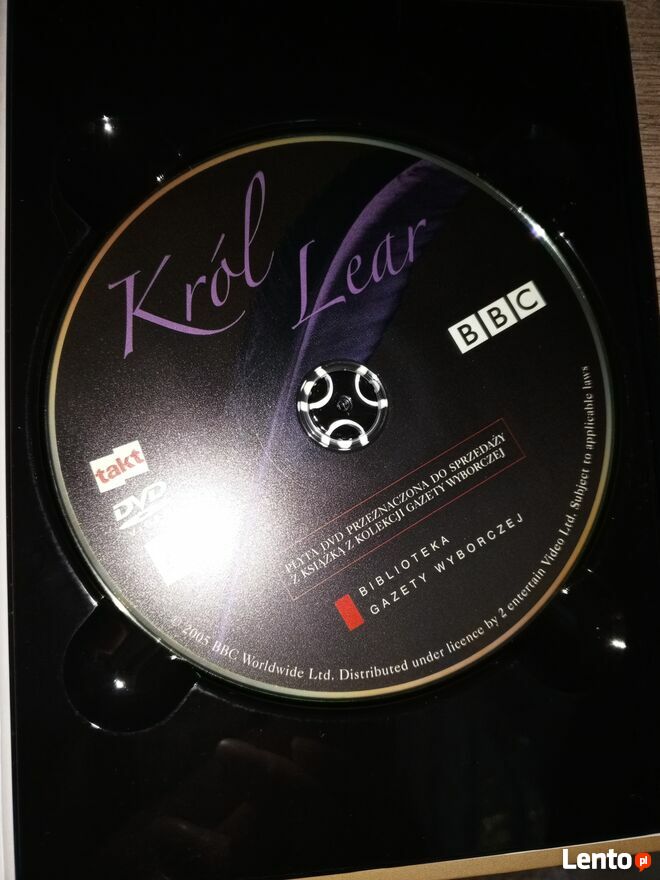 Król
Lear
BBC
takt
DVD
PŁYTA DVD PRZEZNACZONA DO SPRZEDAŻY
Z KSIĄŻKĄ Z KOLEKCJI GAZETY WYBORCZEJ
BIBLIOTEKA
GAZETY WYBORCZEJ
© 2005 BBC Worldwide Ltd. Distributed under licence by 2 entertain Video Ltd. Subject to applicable laws
Lento.pl